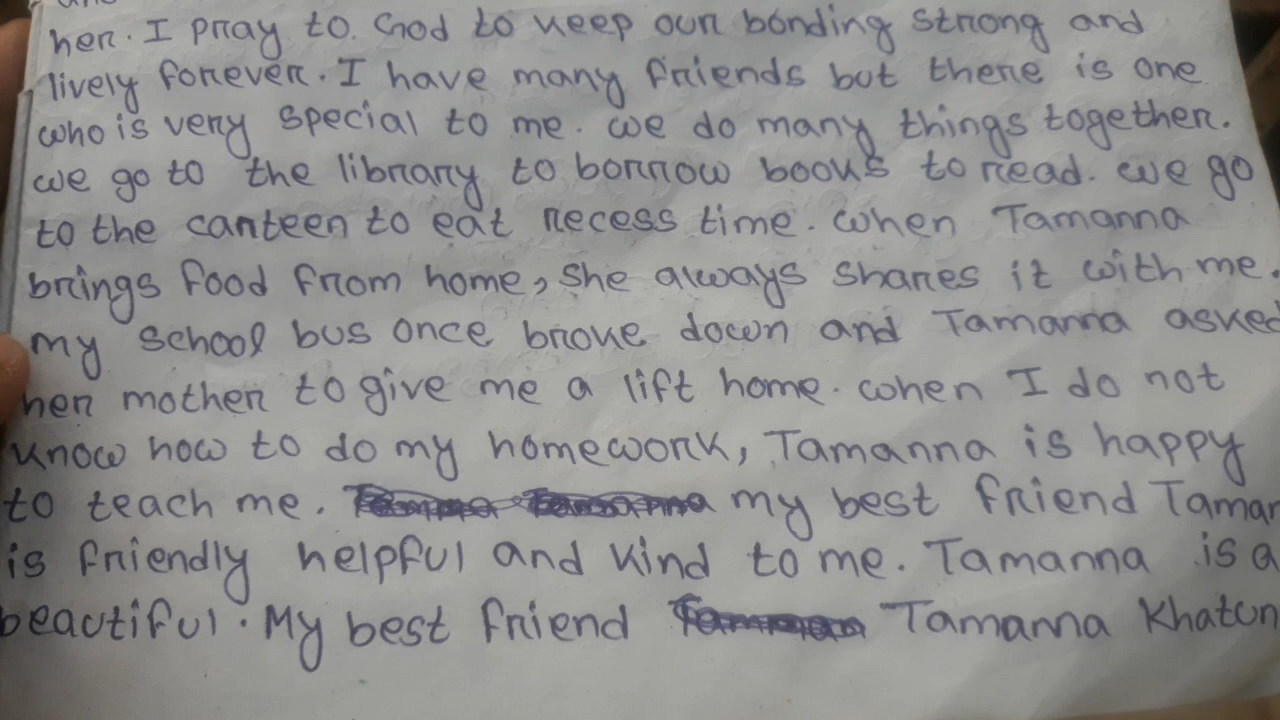 her. I pray to. God to keep our bonding strong and
lively forever. I have many friends but there is one
who is very special to me. we do many things together.
we go to the library to borrow books to read. we go
to the canteen to eat recess time. when Tamanna
brings food from home, she always shares it with me.
my school bus once broke down and Tamanna asked
her mother to give me a lift home. when I do not
know how to do my homework, Tamanna is happy
to teach me. my best friend Taman
is friendly helpful and kind to me. Tamanna is a
beautiful. My best friend Tamanna Khatun